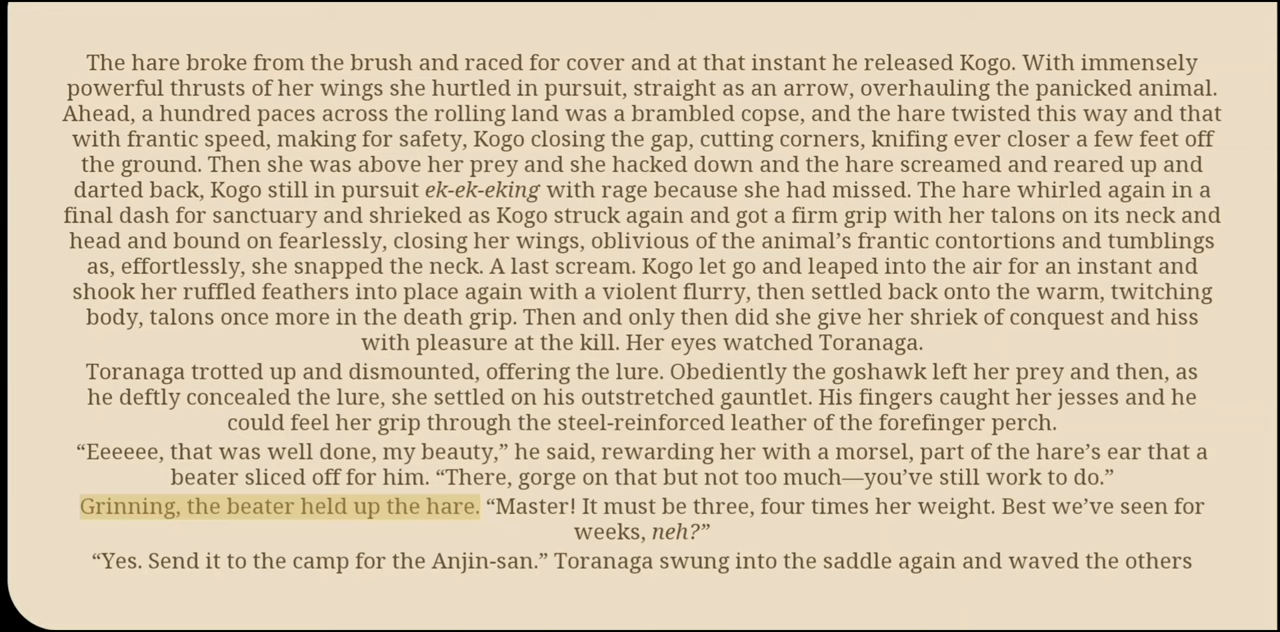 The hare broke from the brush and raced for cover and at that instant he released Kogo. With immensely
powerful thrusts of her wings she hurtled in pursuit, straight as an arrow, overhauling the panicked animal.
Ahead, a hundred paces across the rolling land was a brambled copse, and the hare twisted this way and that
with frantic speed, making for safety, Kogo closing the gap, cutting corners, knifing ever closer a few feet off
the ground. Then she was above her prey and she hacked down and the hare screamed and reared up and
darted back, Kogo still in pursuit ek-ek-eking with rage because she had missed. The hare whirled again in a
final dash for sanctuary and shrieked as Kogo struck again and got a firm grip with her talons on its neck and
head and bound on fearlessly, closing her wings, oblivious of the animal’s frantic contortions and tumblings
as, effortlessly, she snapped the neck. A last scream. Kogo let go and leaped into the air for an instant and
shook her ruffled feathers into place again with a violent flurry, then settled back onto the warm, twitching
body, talons once more in the death grip. Then and only then did she give her shriek of conquest and hiss
with pleasure at the kill. Her eyes watched Toranaga.
Toranaga trotted up and dismounted, offering the lure. Obediently the goshawk left her prey and then, as
he deftly concealed the lure, she settled on his outstretched gauntlet. His fingers caught her jesses and he
could feel her grip through the steel-reinforced leather of the forefinger perch.
“Eeeeee, that was well done, my beauty,” he said, rewarding her with a morsel, part of the hare’s ear that a
beater sliced off for him. “There, gorge on that but not too much—you’ve still work to do.”
Grinning, the beater held up the hare. “Master! It must be three, four times her weight. Best we’ve seen for
weeks, neh?”
“Yes. Send it to the camp for the Anjin-san.” Toranaga swung into the saddle again and waved the others